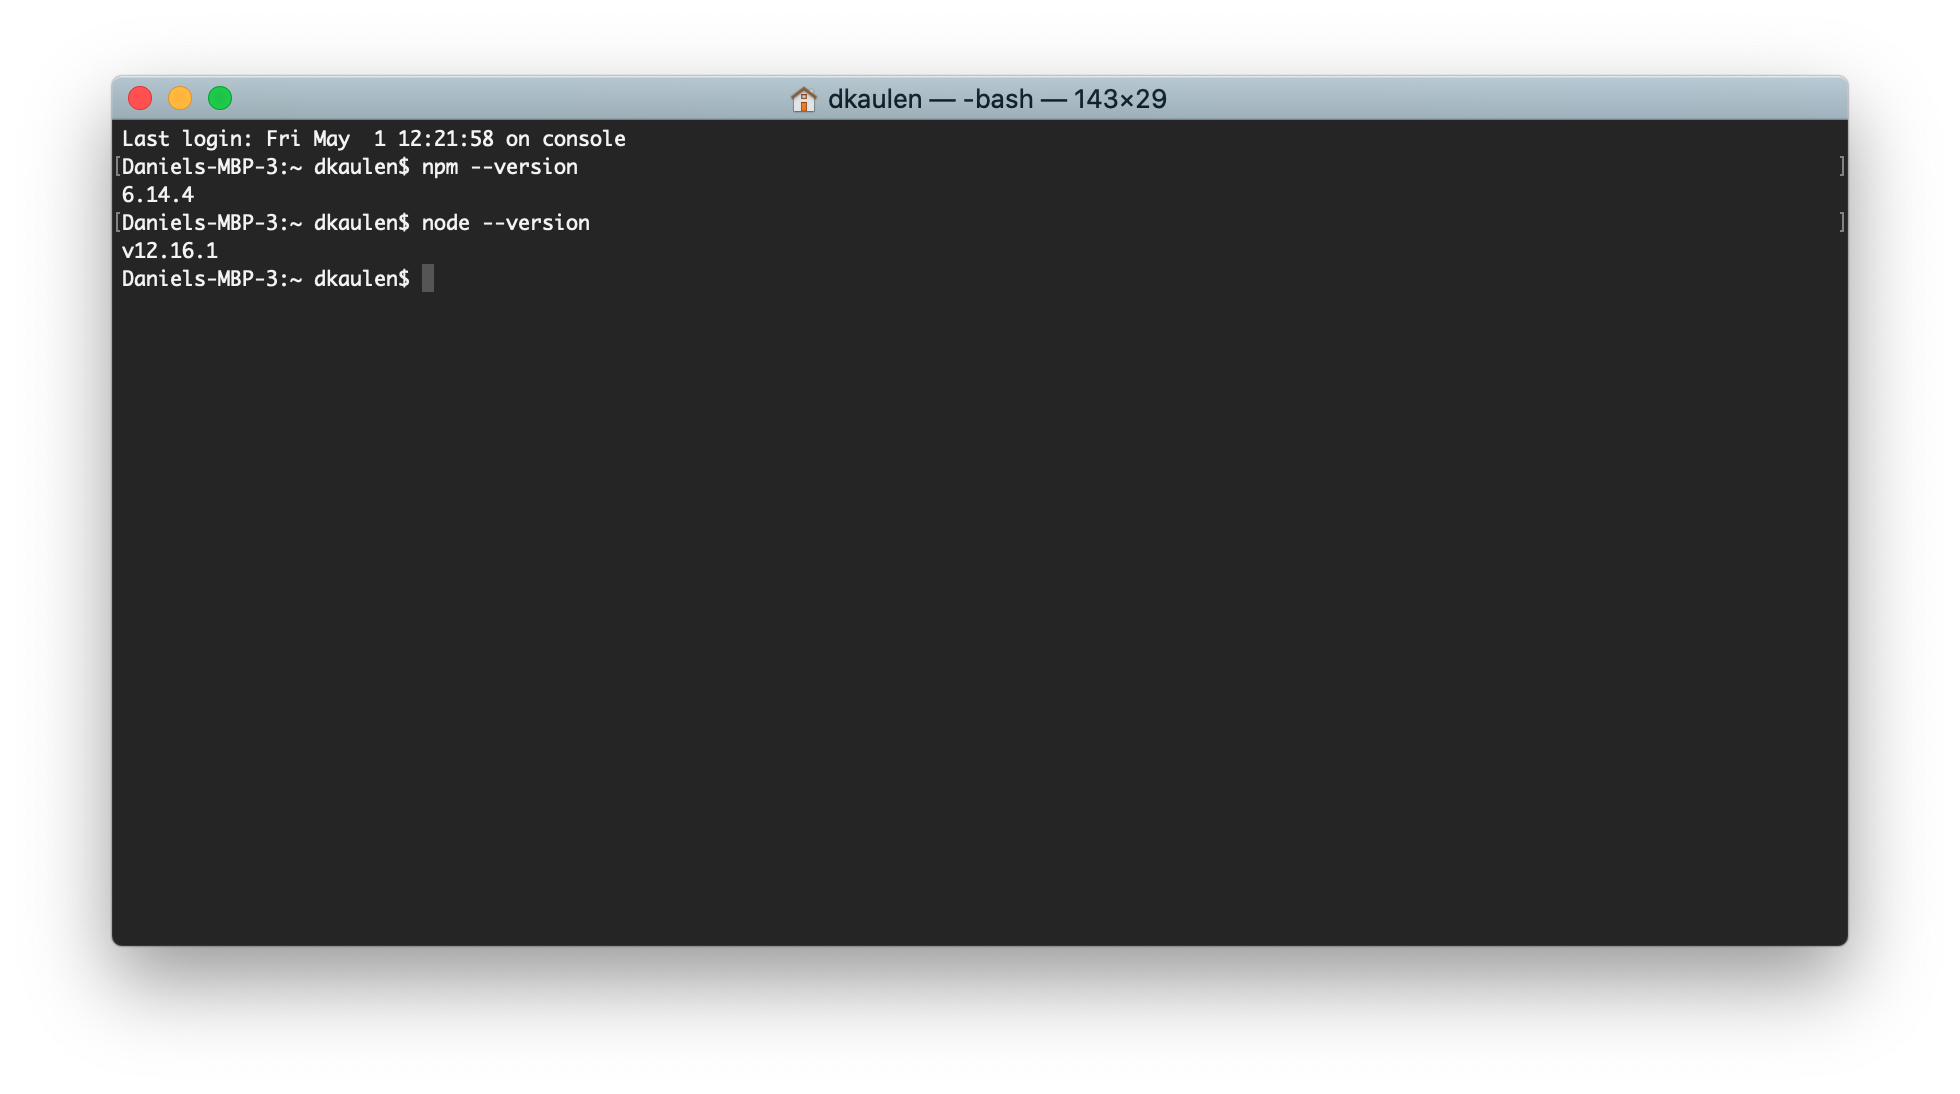 dkaulen — -bash — 143×29
Last login: Fri May  1 12:21:58 on console
[Daniels-MBP-3:~ dkaulen$ npm --version ]
6.14.4
[Daniels-MBP-3:~ dkaulen$ node --version ]
v12.16.1
Daniels-MBP-3:~ dkaulen$